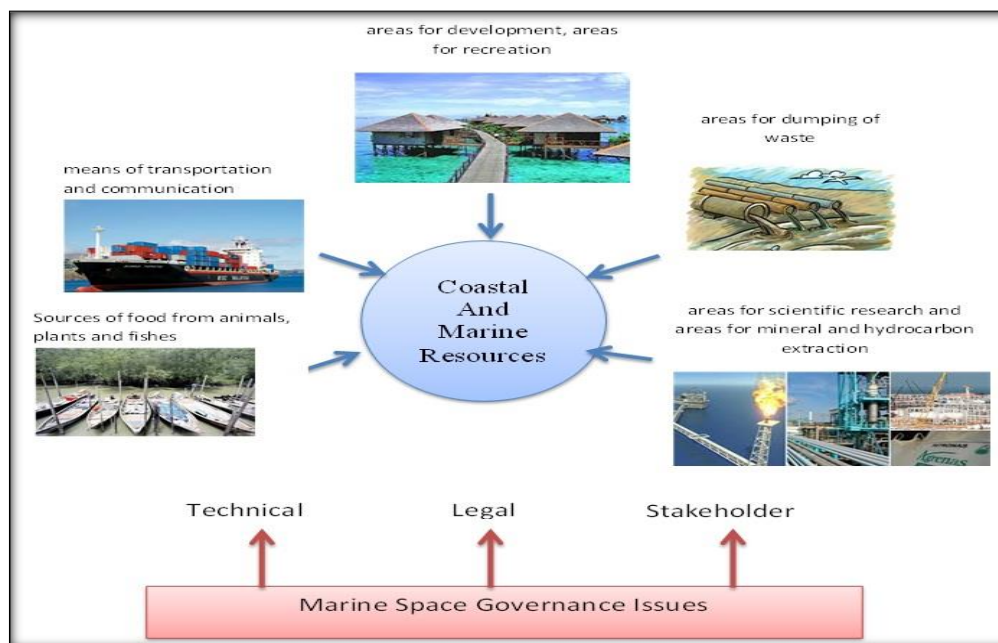 areas for development, areas
for recreation
areas for dumping of
waste
means of transportation
and communication
Sources of food from animals,
plants and fishes
Coastal
And
Marine
Resources
areas for scientific research and
areas for mineral and hydrocarbon
extraction
Technical
Legal
Stakeholder
Marine Space Governance Issues